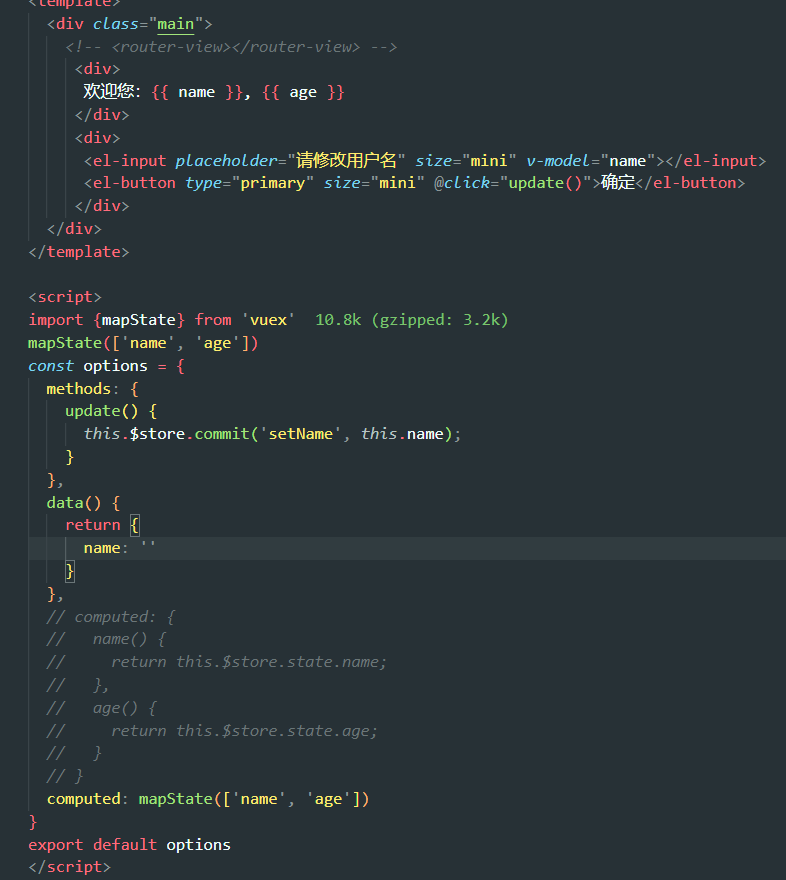 <template>
<div class="main">
<!-- <router-view></router-view> -->
<div>
欢迎您: {{ name }}, {{ age }}
</div>
<div>
<el-input placeholder="请修改用户名" size="mini" v-model="name"></el-input>
<el-button type="primary" size="mini" @click="update()">确定</el-button>
</div>
</div>
</template>
<script>
import {mapState} from 'vuex' 10.8k (gzipped: 3.2k)
mapState(['name', 'age'])
const options = {
methods: {
update() {
this.$store.commit('setName', this.name);
}
},
data() {
return {
name: ''
}
},
// computed: {
// name() {
// return this.$store.state.name;
// },
// age() {
// return this.$store.state.age;
// }
// }
computed: mapState(['name', 'age'])
}
export default options
</script>